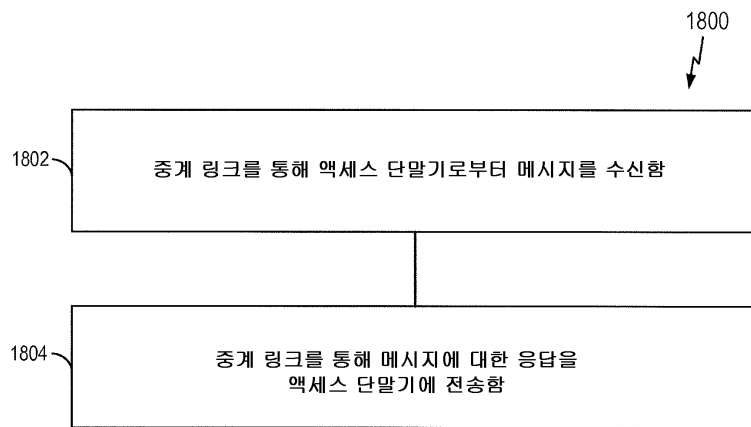 1800
1802
중계 링크를 통해 액세스 단말기로부터 메시지를 수신함
1804
중계 링크를 통해 메시지에 대한 응답을
액세스 단말기에 전송함